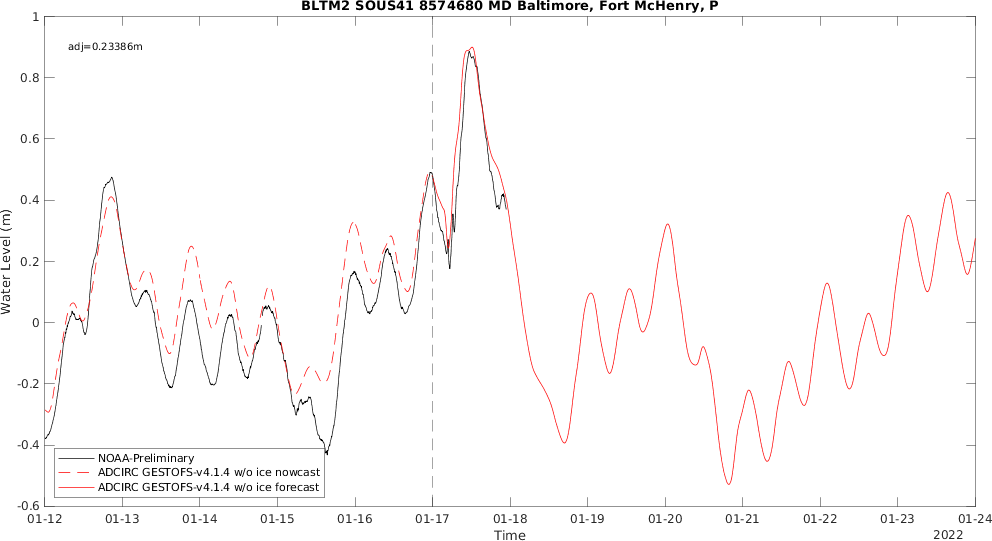 BLTM2 SOUS41 8574680 MD Baltimore, Fort McHenry, P
adj=0.23386m
1
0.8
0.6
0.4
0.2
0
-0.2
-0.4
-0.6
Water Level (m)
NOAA-Preliminary
ADCIRC GESTOFS-v4.1.4 w/o ice nowcast
ADCIRC GESTOFS-v4.1.4 w/o ice forecast
01-12 01-13 01-14 01-15 01-16 01-17 01-18 01-19 01-20 01-21 01-22 01-23 01-24
Time
2022